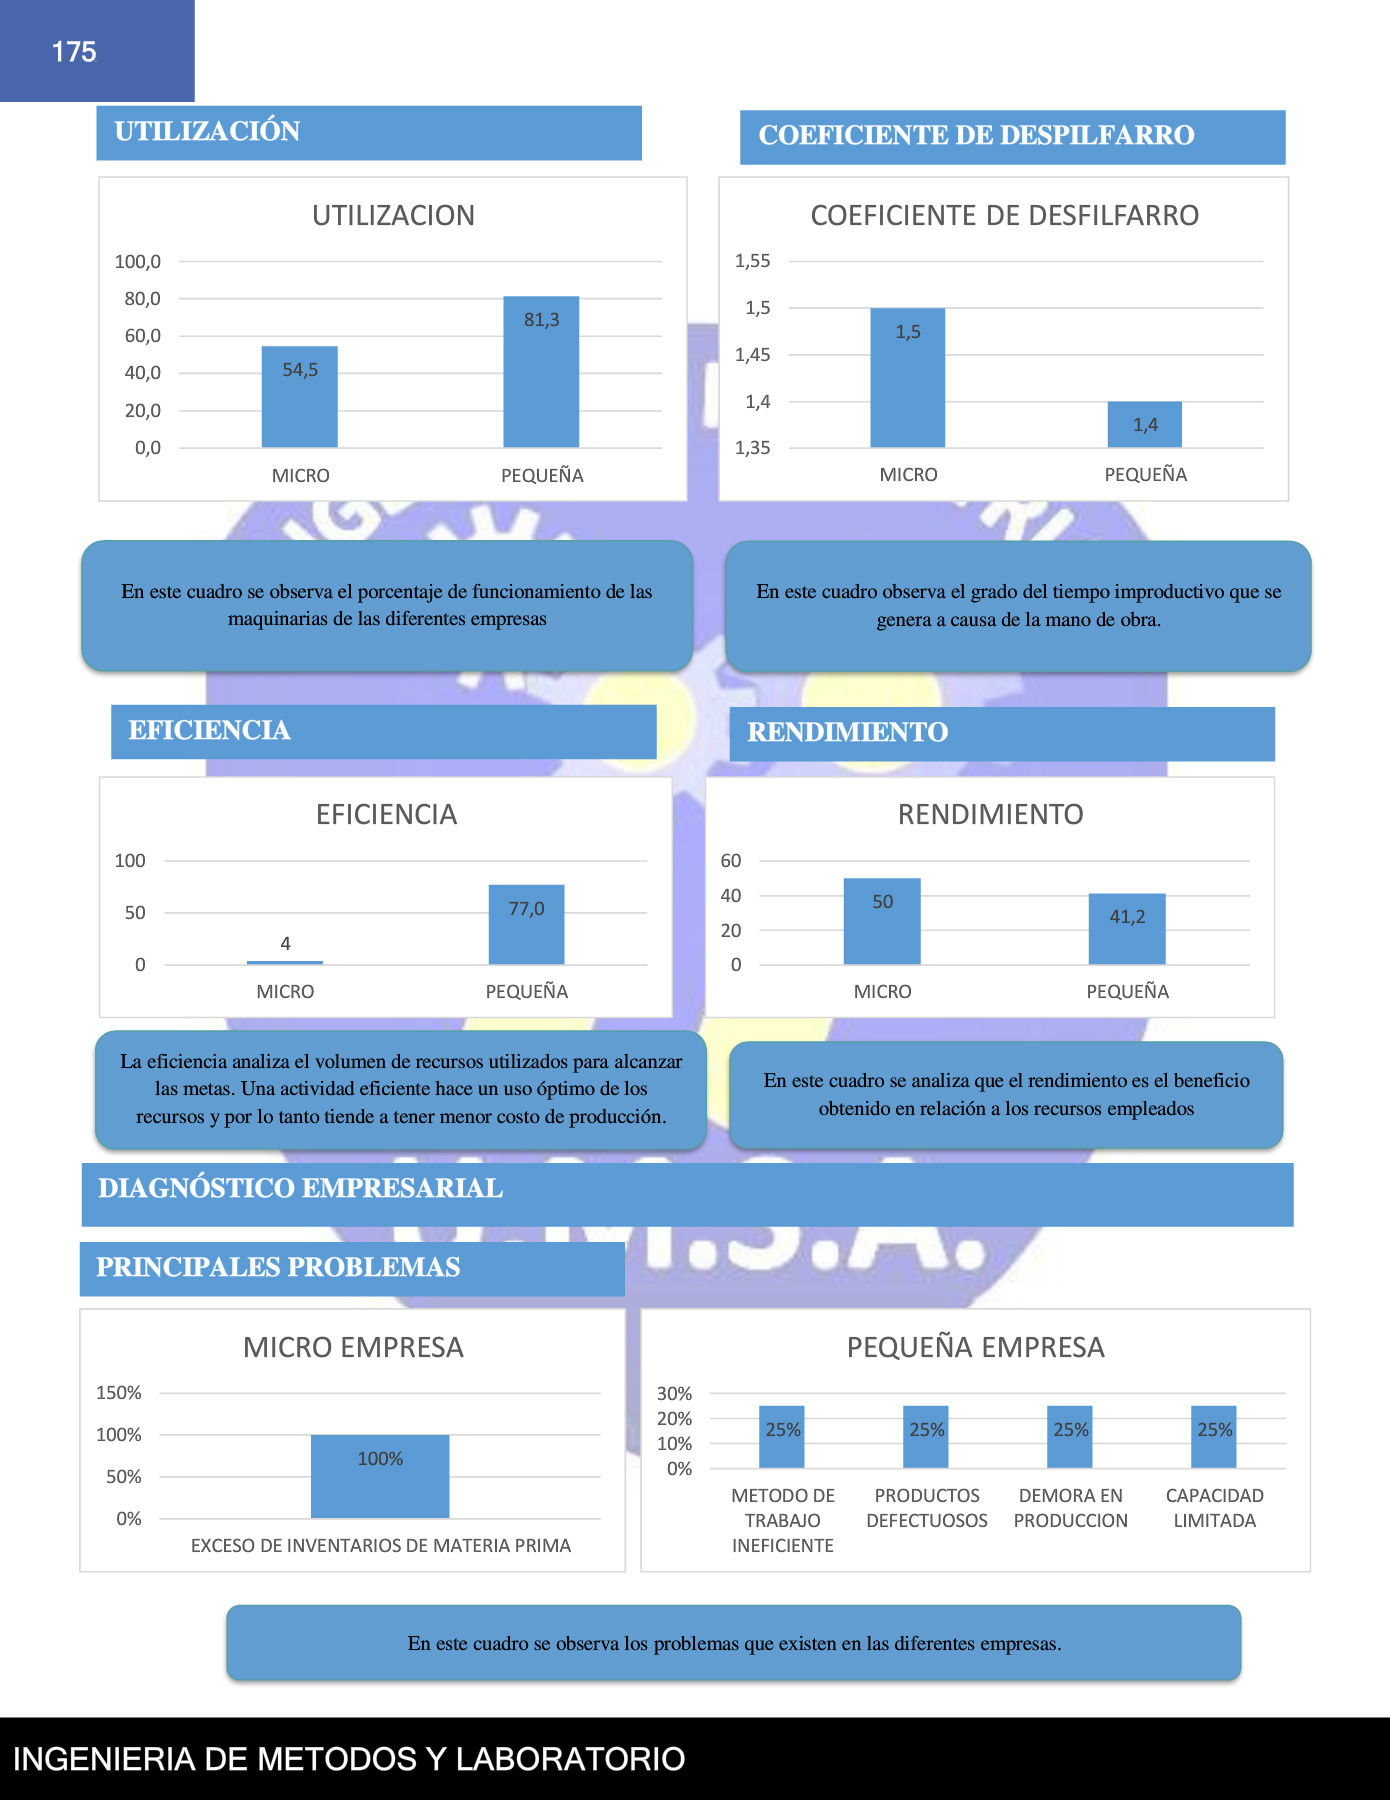 175
UTILIZACIÓN
COEFICIENTE DE DESPILFARRO
UTILIZACION
100,0
80,0
60,0
40,0
20,0
0,0
54,5
81,3
MICRO
PEQUEÑA
COEFICIENTE DE DESFILFARRO
1,55
1,5
1,45
1,4
1,35
1,5
1,4
MICRO
PEQUEÑA
En este cuadro se observa el porcentaje de funcionamiento de las
maquinarias de las diferentes empresas
En este cuadro observa el grado del tiempo improductivo que se
genera a causa de la mano de obra.
EFICIENCIA
RENDIMIENTO
EFICIENCIA
100
50
0
4
77,0
MICRO
PEQUEÑA
RENDIMIENTO
60
40
20
0
50
41,2
MICRO
PEQUEÑA
La eficiencia analiza el volumen de recursos utilizados para alcanzar
las metas. Una actividad eficiente hace un uso óptimo de los
recursos y por lo tanto tiende a tener menor costo de producción.
En este cuadro se analiza que el rendimiento es el beneficio
obtenido en relación a los recursos empleados
DIAGNÓSTICO EMPRESARIAL
PRINCIPALES PROBLEMAS
MICRO EMPRESA
150%
100%
50%
0%
100%
EXCESO DE INVENTARIOS DE MATERIA PRIMA
PEQUEÑA EMPRESA
30%
20%
10%
0%
25%
25%
25%
25%
METODO DE
TRABAJO
INEFICIENTE
PRODUCTOS
DEFECTUOSOS
DEMORA EN
PRODUCCION
CAPACIDAD
LIMITADA
En este cuadro se observa los problemas que existen en las diferentes empresas.
INGENIERIA DE METODOS Y LABORATORIO